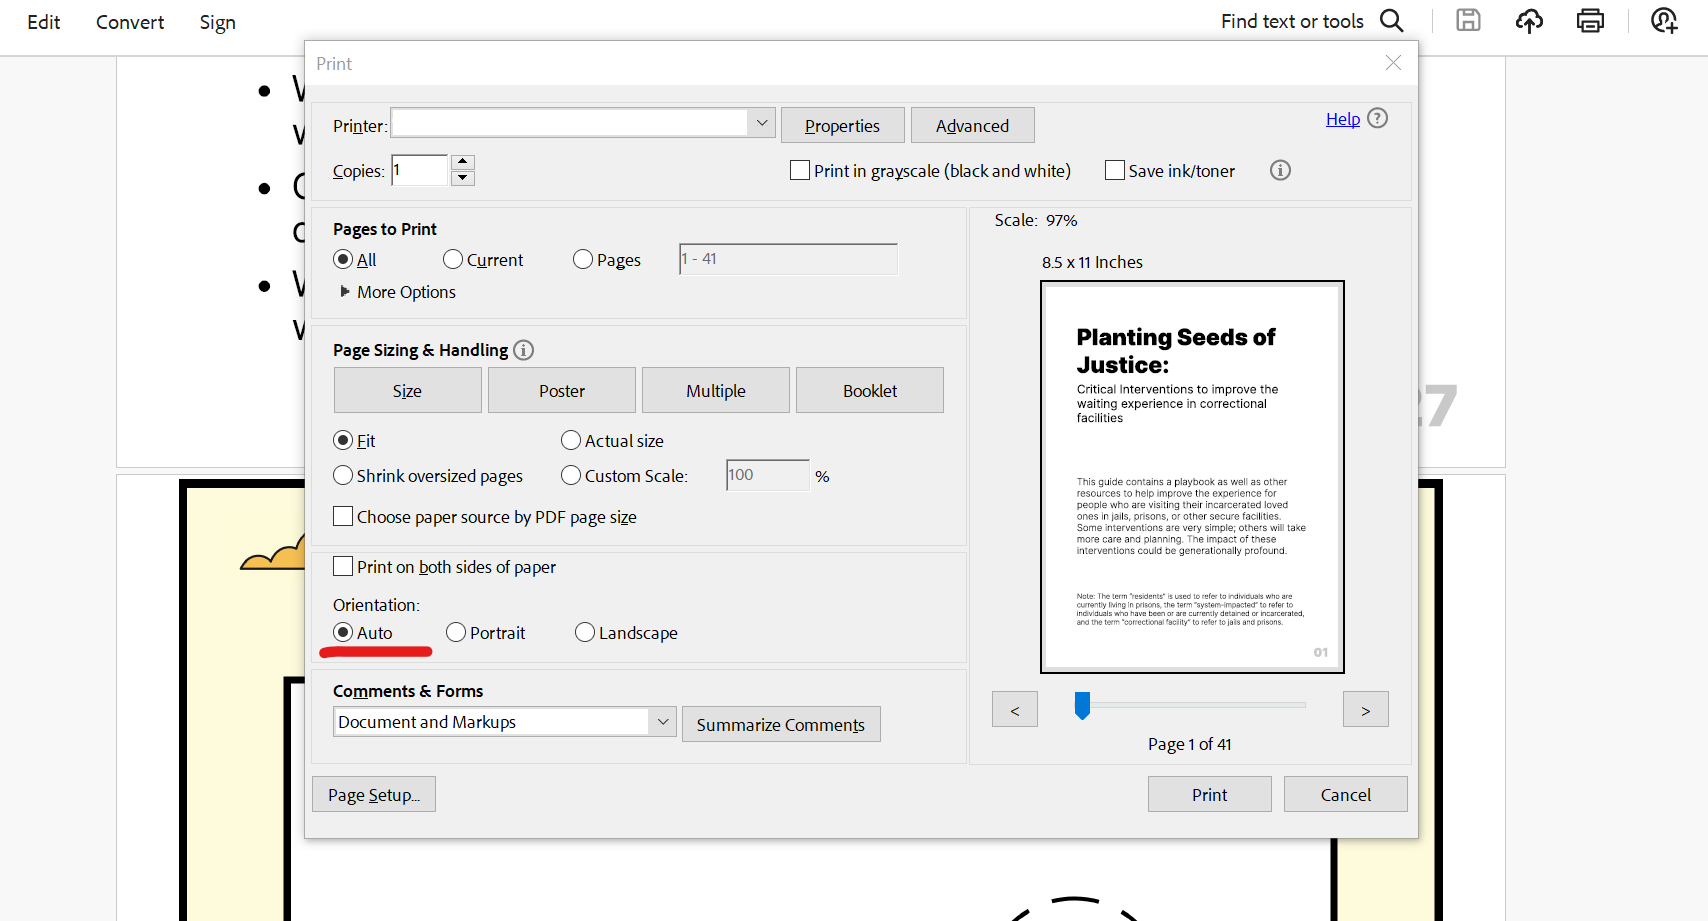 Edit Convert Sign Find text or tools
Print
Printer: Properties Advanced Help ?
Copies: 1 Print in grayscale (black and white) Save ink/toner
Pages to Print
All Current Pages 1 - 41
More Options
Page Sizing & Handling
Size Poster Multiple Booklet
Fit Actual size
Shrink oversized pages Custom Scale: 100 %
Choose paper source by PDF page size
Print on both sides of paper
Orientation:
Auto Portrait Landscape
Comments & Forms
Document and Markups Summarize Comments
Page Setup...
Scale: 97%
8.5 x 11 Inches
Planting Seeds of
Justice:
Critical Interventions to improve the
waiting experience in correctional
facilities
This guide contains a playbook as well as other
resources to help improve the experience for
people who are visiting their incarcerated loved
ones in jails, prisons, or other secure facilities.
Some interventions are very simple; others will take
more care and planning. The impact of these
interventions could be generationally profound.
Note: The term "residents" is used to refer to individuals who are
currently living in prisons, the term "system-impacted" to refer to
individuals who have been or are currently detained or incarcerated,
and the term "correctional facility" to refer to jails and prisons.
01
< >
Page 1 of 41
Print Cancel
27